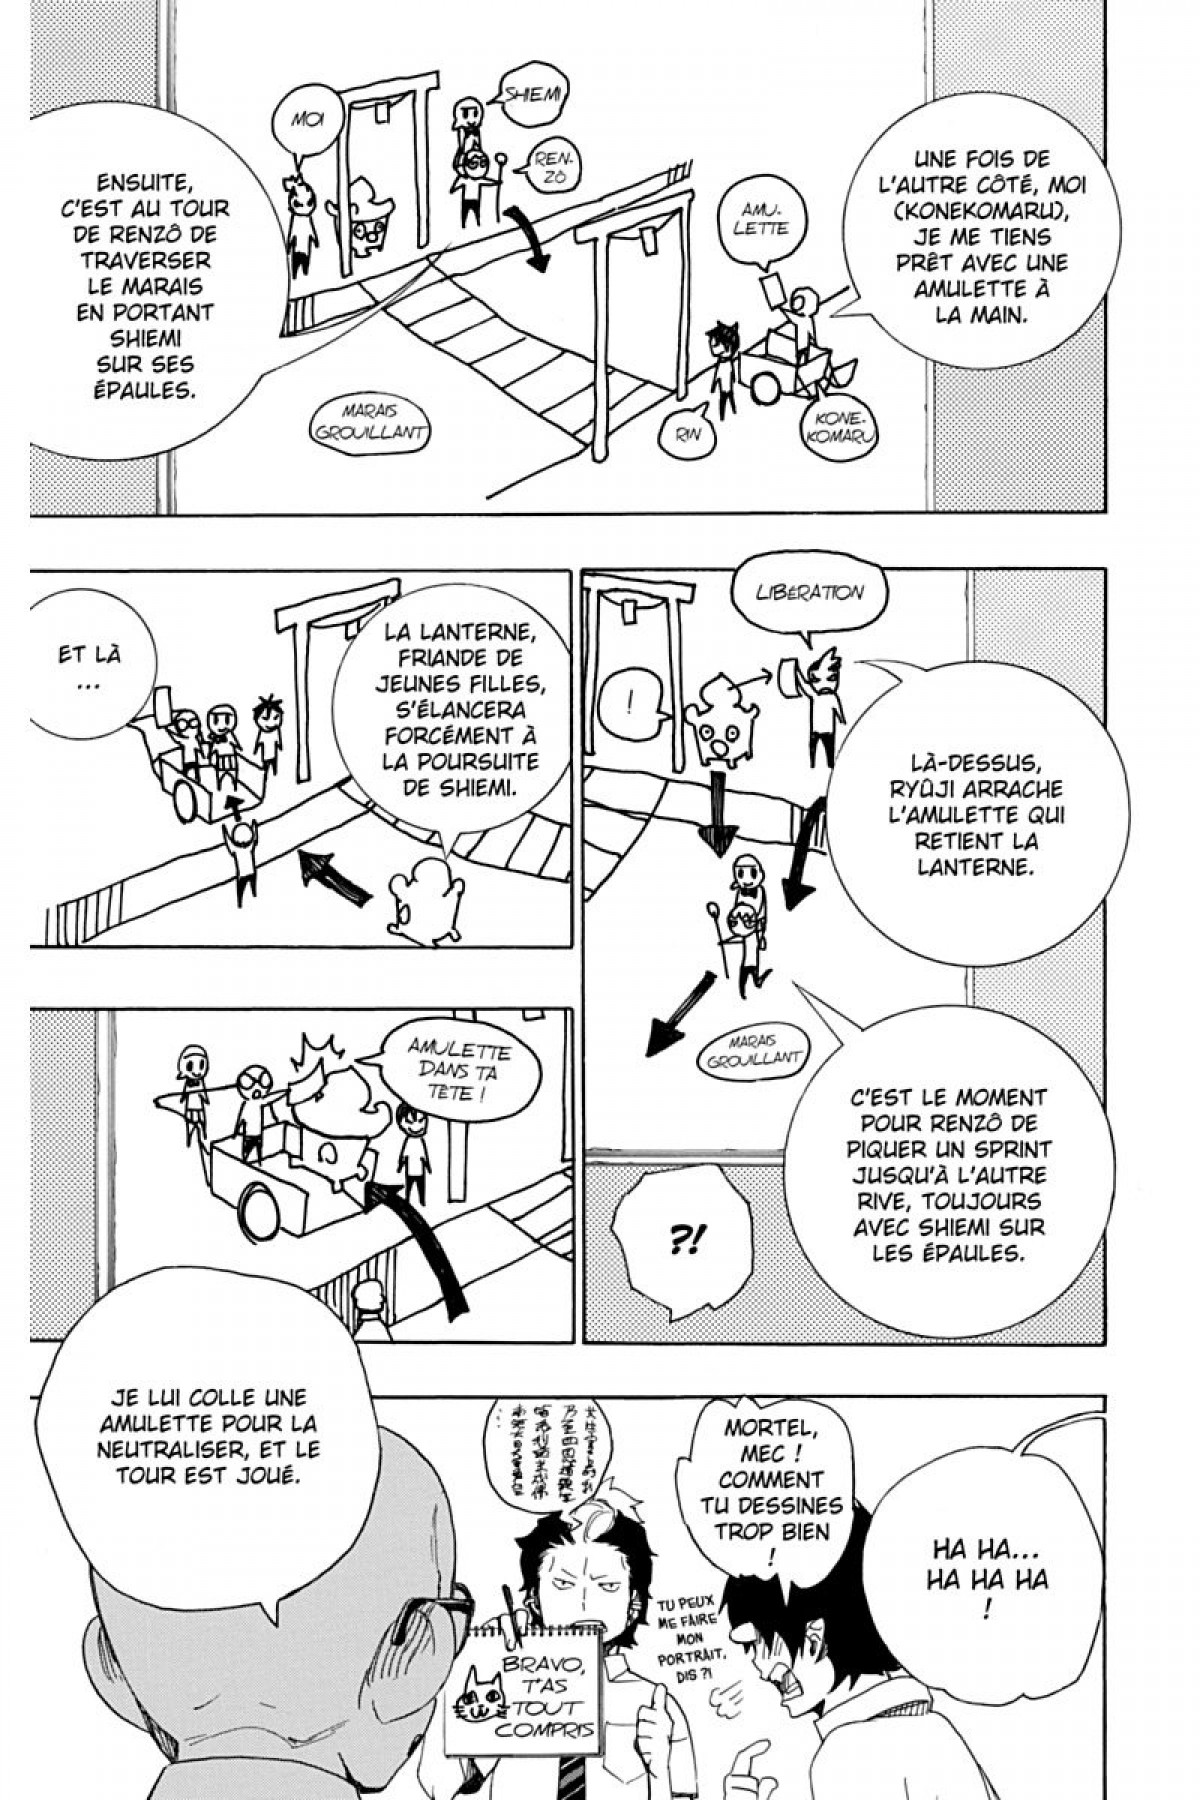 UNE FOIS DE
L'AUTRE CÔTÉ, MOI
(KONEKOMARU),
JE ME TIENS
PRÊT AVEC UNE
AMULETTE À
LA MAIN.
AMU-
LETTE
KONE-
KOMARU
RIN
SHIEMI
REN-
ZÔ
MOI
ENSUITE,
C'EST AU TOUR
DE RENZÔ DE
TRAVERSER
LE MARAIS
EN PORTANT
SHIEMI
SUR SES
ÉPAULES.
MARAIS
GROUILLANT
LIBÉRATION
!
LÀ-DESSUS,
RYÛJI ARRACHE
L'AMULETTE QUI
RETIENT LA
LANTERNE.
MARAIS
GROUILLANT
C'EST LE MOMENT
POUR RENZÔ DE
PIQUER UN SPRINT
JUSQU'À L'AUTRE
RIVE, TOUJOURS
AVEC SHIEMI SUR
LES ÉPAULES.
?!
LA LANTERNE,
FRIANDE DE
JEUNES FILLES,
S'ÉLANCERA
FORCÉMENT À
LA POURSUITE
DE SHIEMI.
ET LÀ
...
AMULETTE
DANS TA
TÊTE !
JE LUI COLLE UNE
AMULETTE POUR LA
NEUTRALISER, ET LE
TOUR EST JOUÉ.
HA HA...
HA HA HA
!
MORTEL,
MEC !
COMMENT
TU DESSINES
TROP BIEN
!
TU PEUX
ME FAIRE
MON
PORTRAIT,
DIS ?!
BRAVO,
T'AS
TOUT
COMPRIS